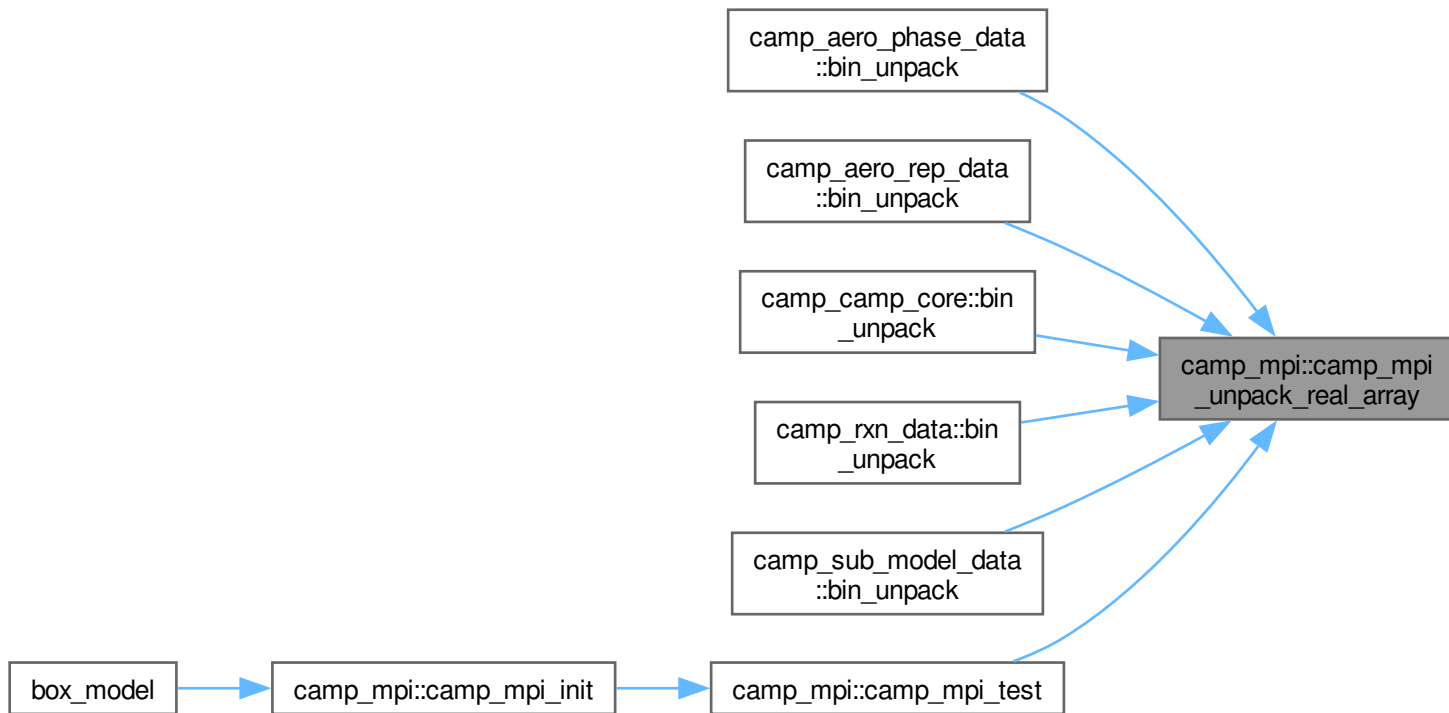 camp_aero_phase_data
::bin_unpack
camp_aero_rep_data
::bin_unpack
camp_camp_core::bin
_unpack
camp_mpi::camp_mpi
_unpack_real_array
camp_rxn_data::bin
_unpack
camp_sub_model_data
::bin_unpack
box_model
camp_mpi::camp_mpi_init
camp_mpi::camp_mpi_test